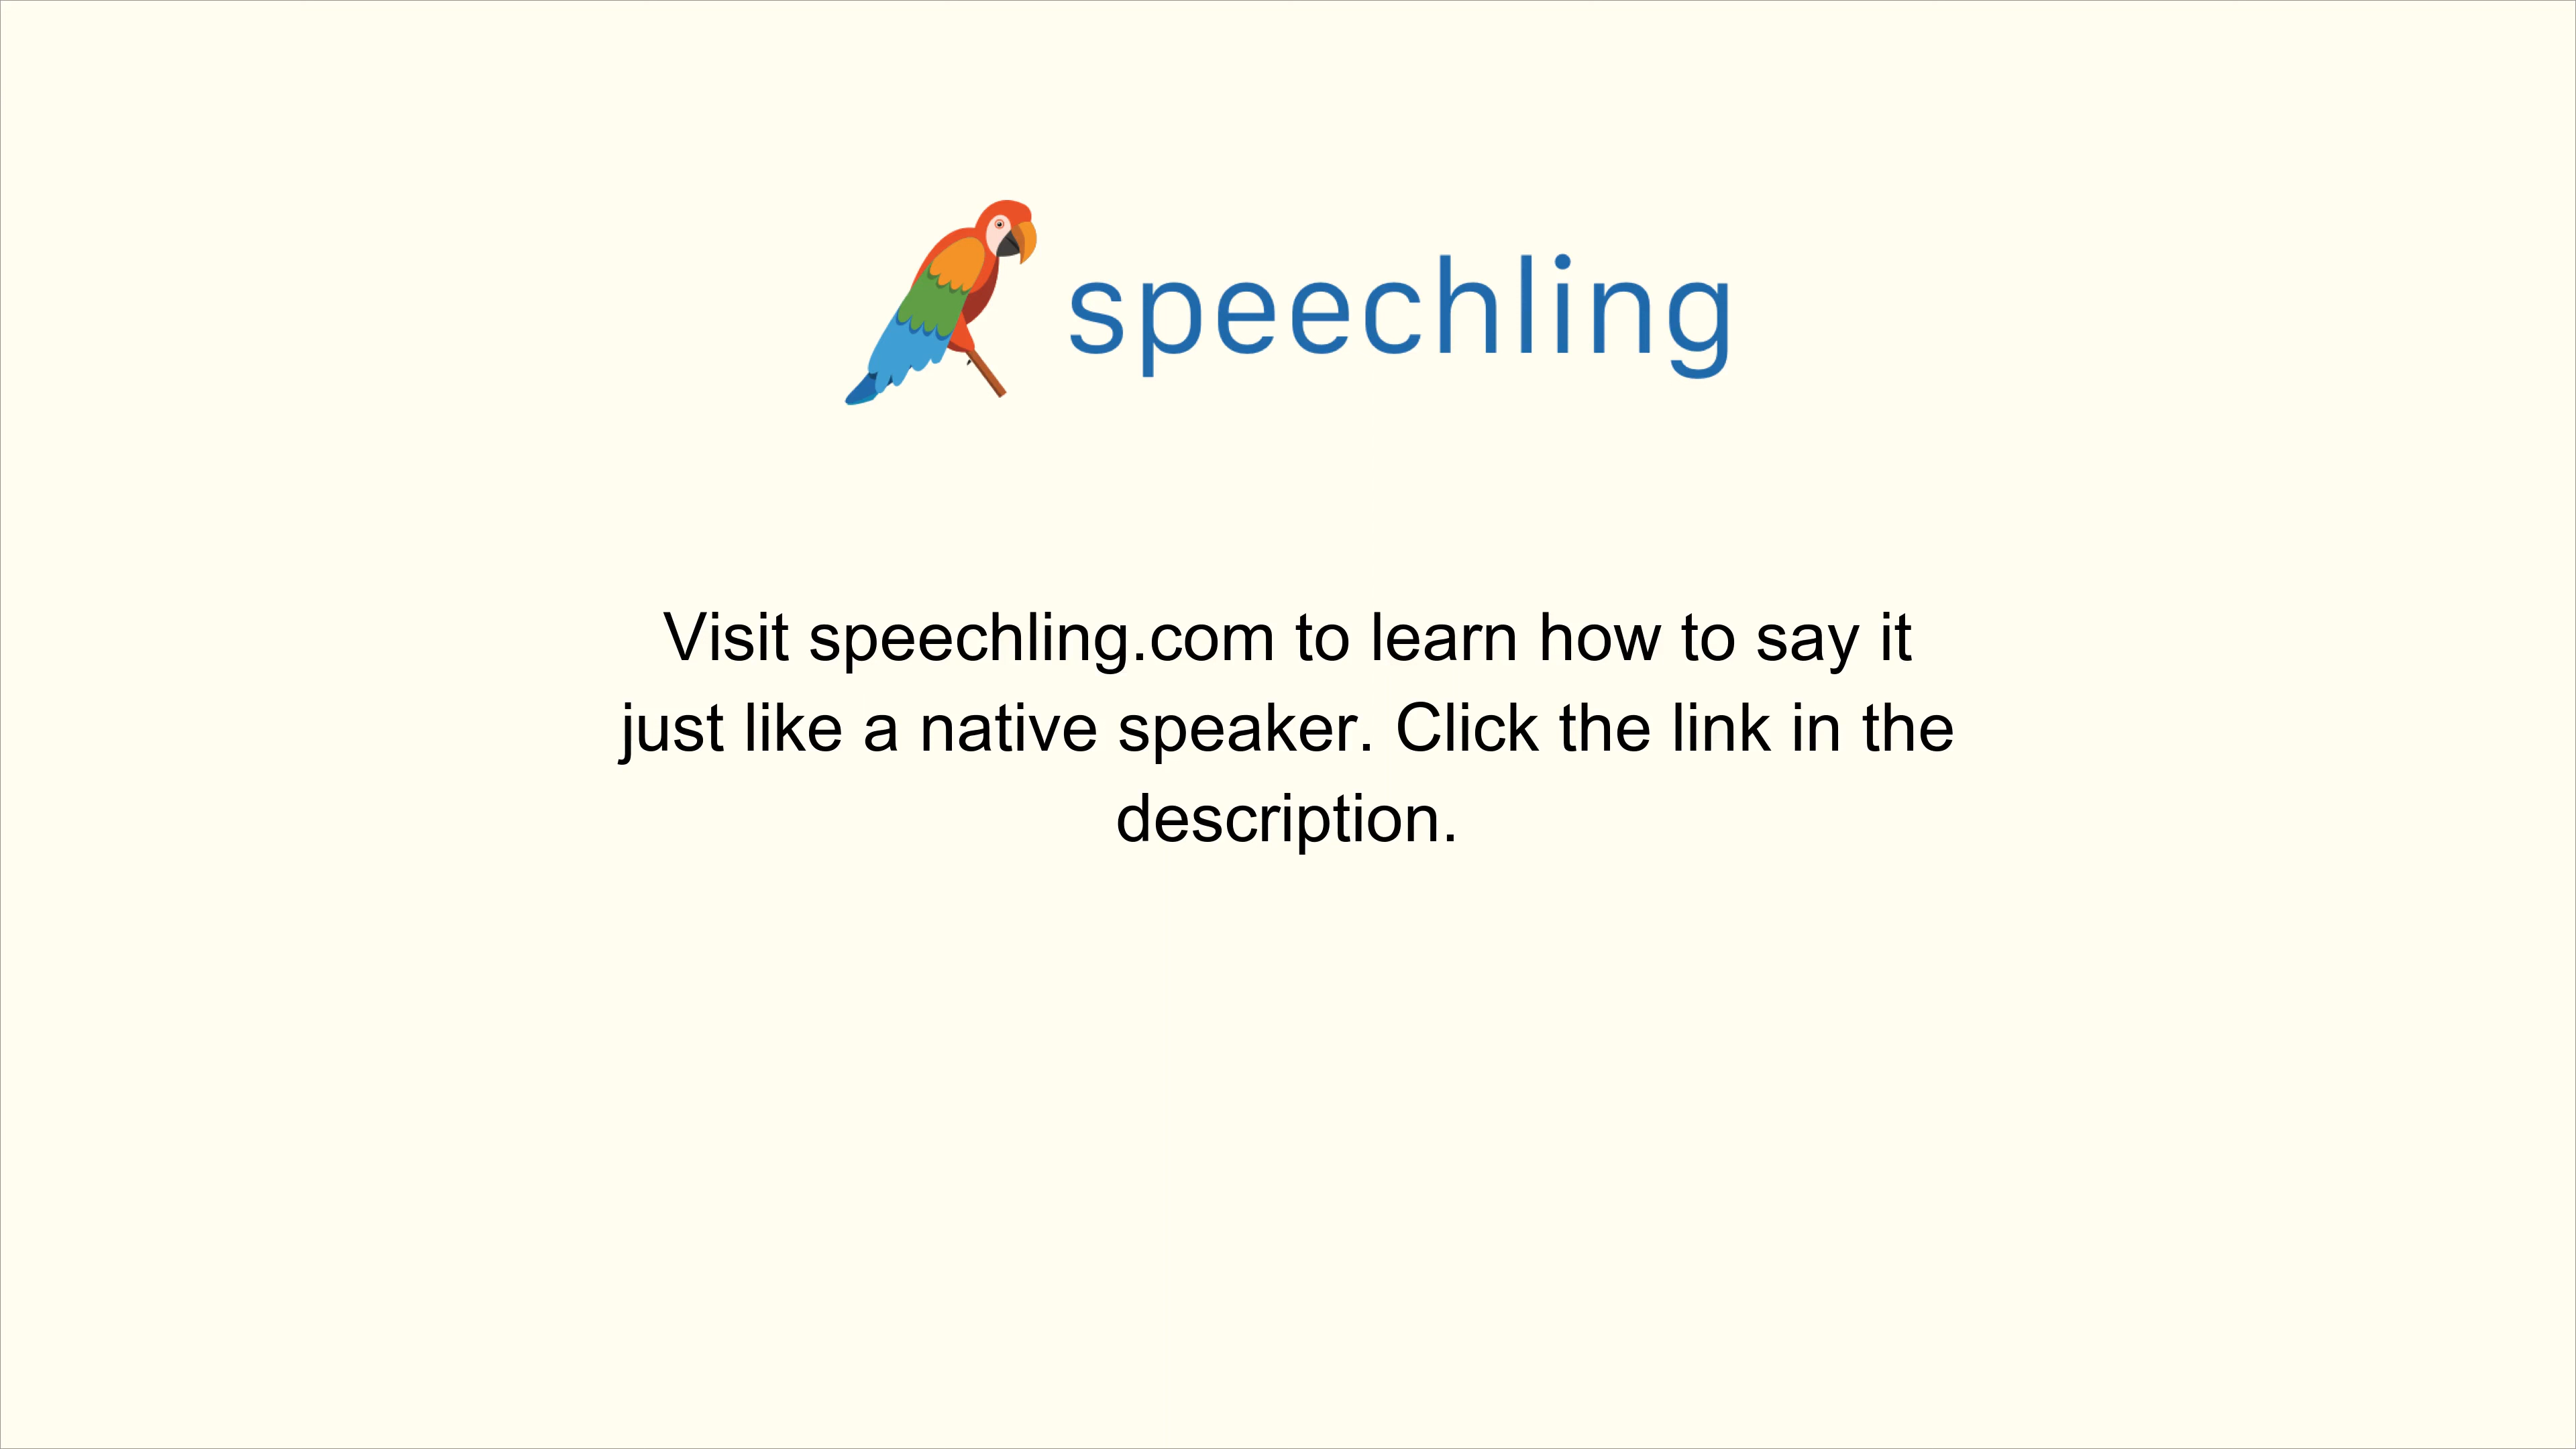 speechling
Visit speechling.com to learn how to say it
just like a native speaker. Click the link in the
description.